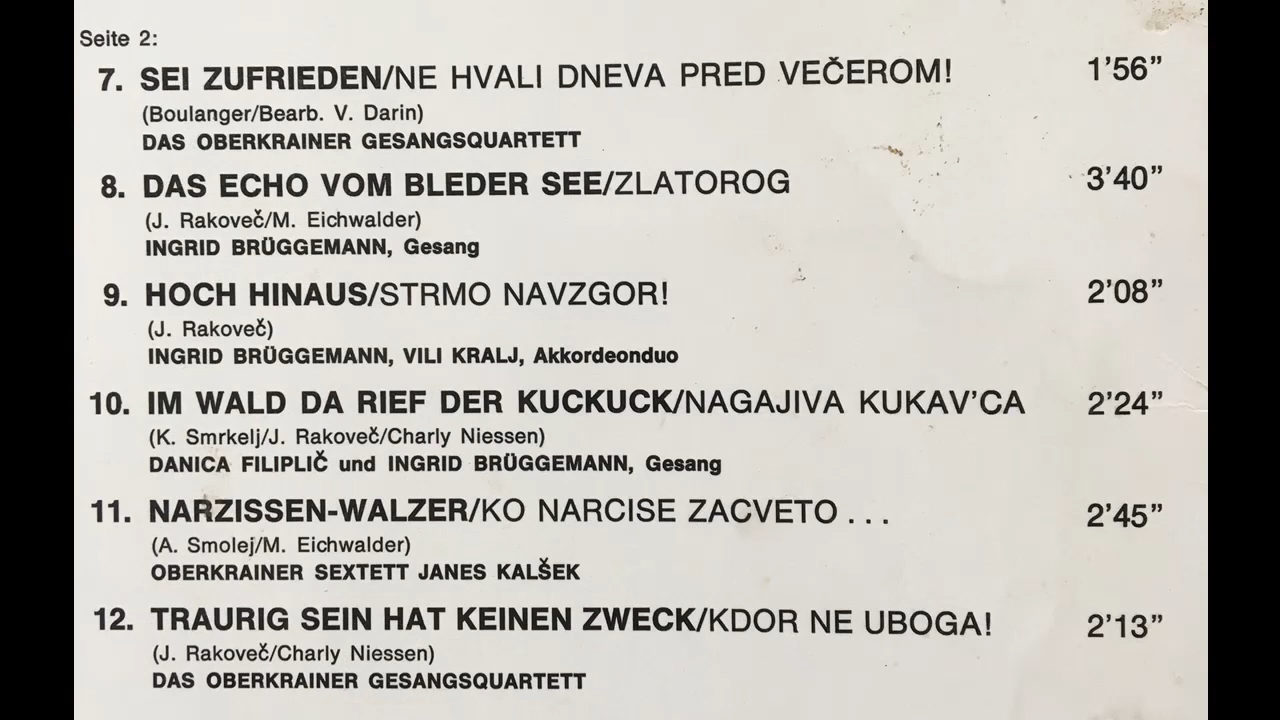 Seite 2:
7. SEI ZUFRIEDEN/NE HVALI DNEVA PRED VEČEROM! 1'56”
(Boulanger/Bearb. V. Darin)
DAS OBERKRAINER GESANGSQUARTETT
8. DAS ECHO VOM BLEDER SEE/ZLATOROG 3'40”
(J. Rakoveč/M. Eichwalder)
INGRID BRÜGGEMANN, Gesang
9. HOCH HINAUS/STRMO NAVZGOR! 2'08”
(J. Rakoveč)
INGRID BRÜGGEMANN, VILI KRALJ, Akkordeonduo
10. IM WALD DA RIEF DER KUCKUCK/NAGAJIVA KUKAV'CA 2'24”
(K. Smrkelj/J. Rakoveč/Charly Niessen)
DANICA FILIPLIČ und INGRID BRÜGGEMANN, Gesang
11. NARZISSEN-WALZER/KO NARCISE ZACVETO ... 2'45”
(A. Smolej/M. Eichwalder)
OBERKRAINER SEXTETT JANES KALŠEK
12. TRAURIG SEIN HAT KEINEN ZWECK/KDOR NE UBOGA! 2'13”
(J. Rakoveč/Charly Niessen)
DAS OBERKRAINER GESANGSQUARTETT